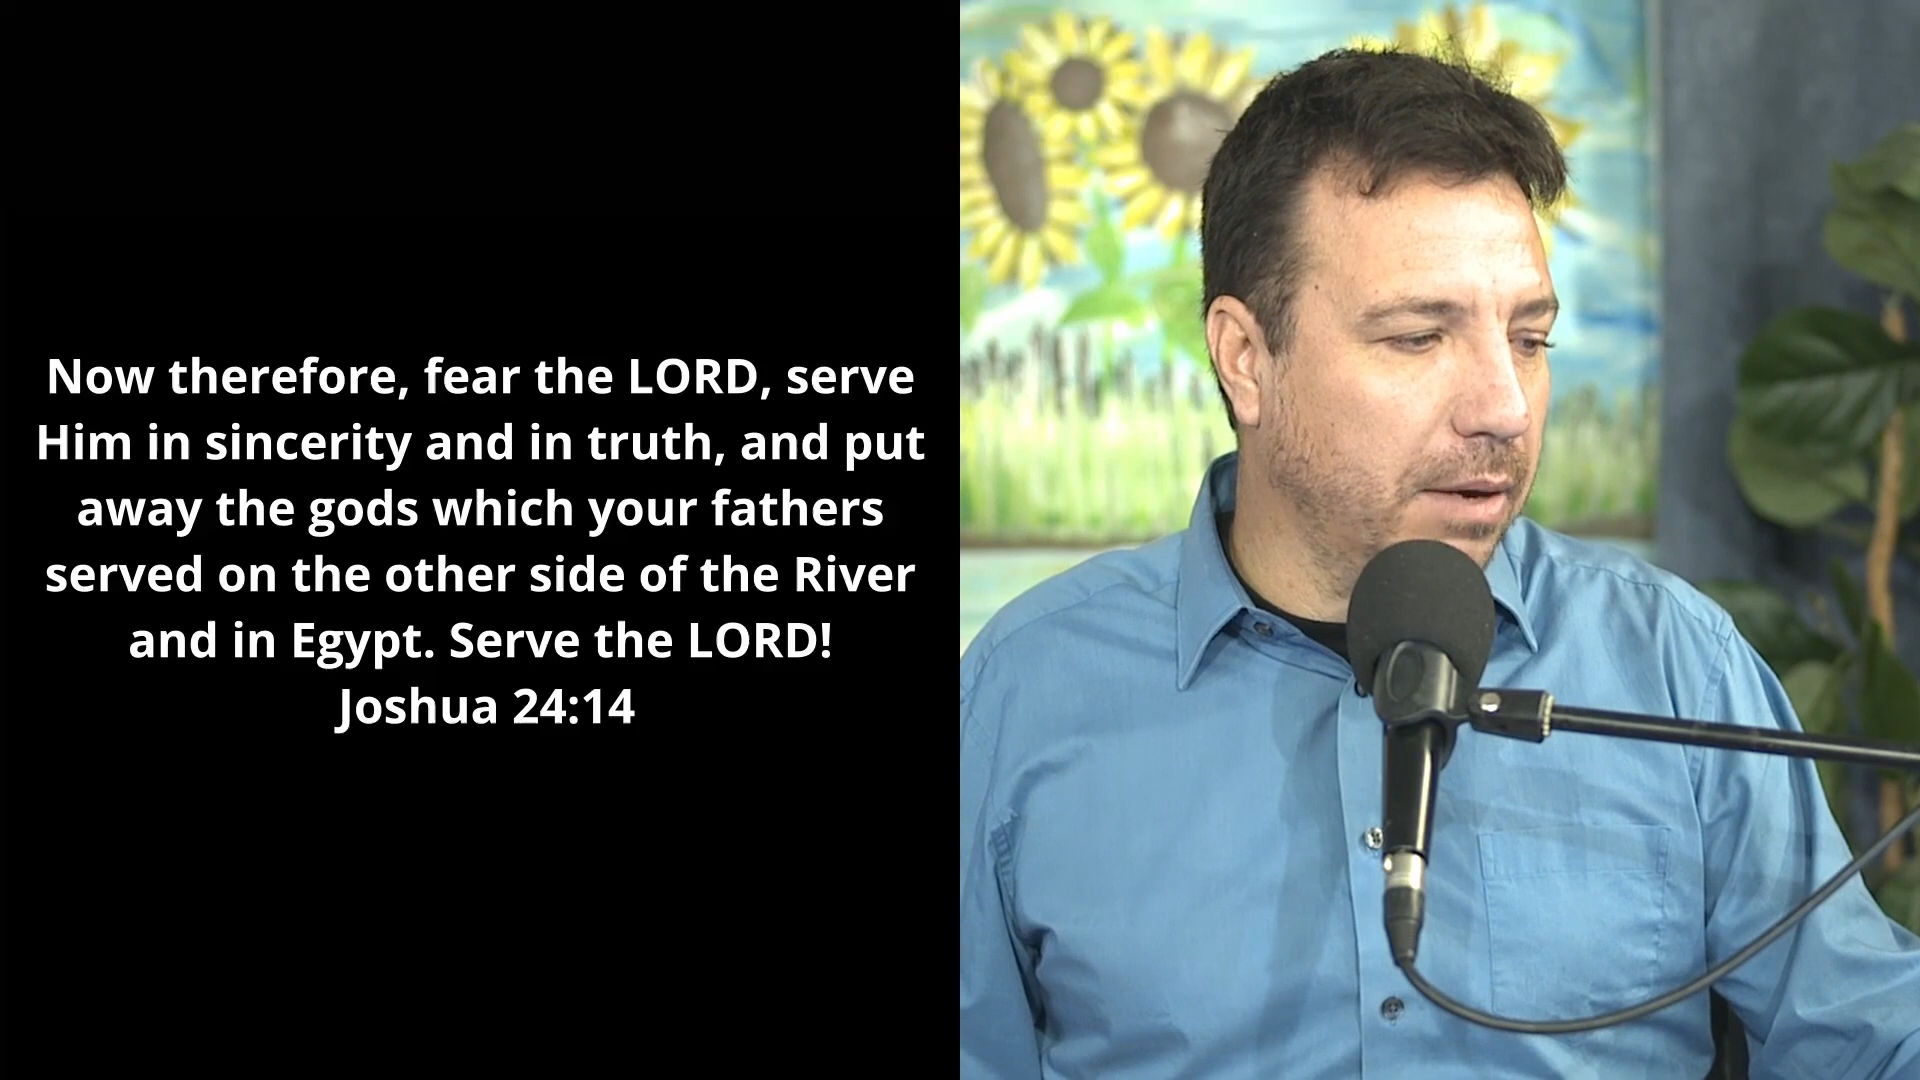 Now therefore, fear the LORD, serve
Him in sincerity and in truth, and put
away the gods which your fathers
served on the other side of the River
and in Egypt. Serve the LORD!
Joshua 24:14